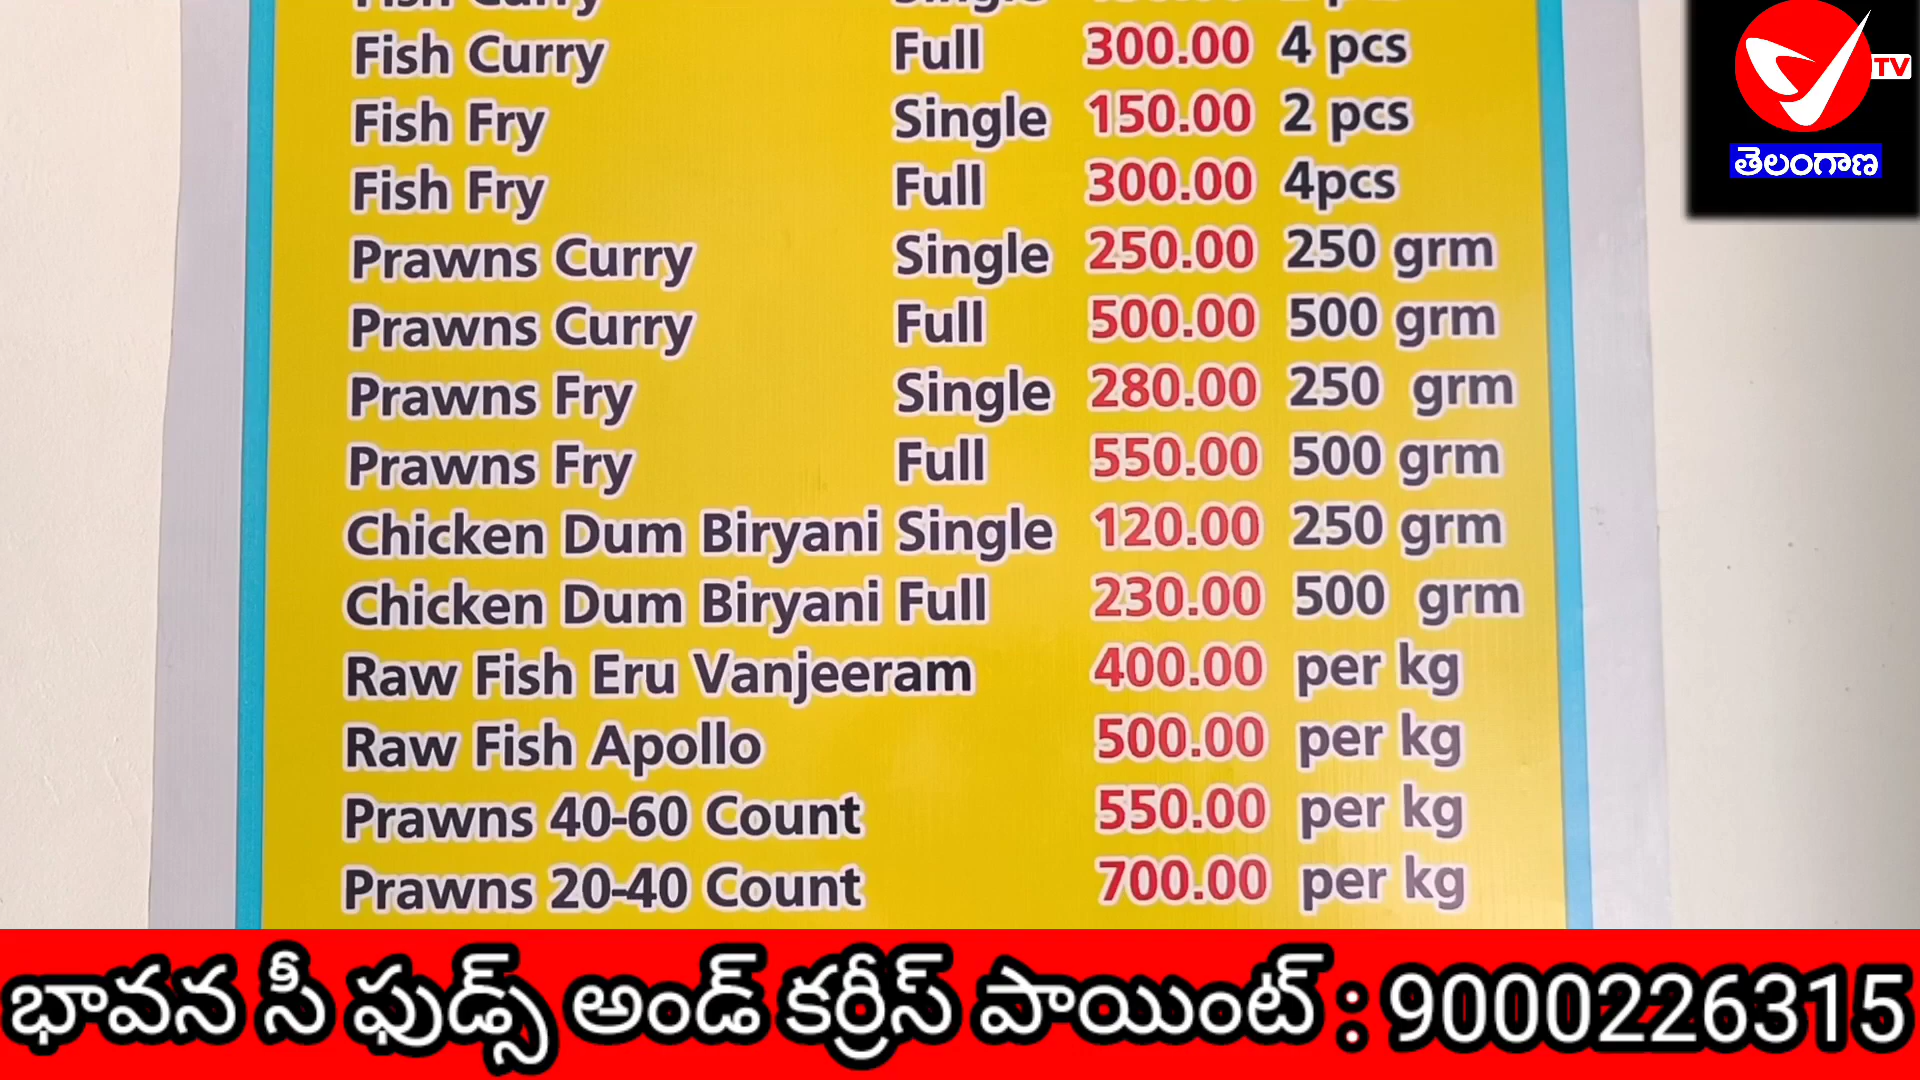 Fish Curry Full 300.00 4 pcs
Fish Fry Single 150.00 2 pcs
Fish Fry Full 300.00 4pcs
Prawns Curry Single 250.00 250 grm
Prawns Curry Full 500.00 500 grm
Prawns Fry Single 280.00 250 grm
Prawns Fry Full 550.00 500 grm
Chicken Dum Biryani Single 120.00 250 grm
Chicken Dum Biryani Full 230.00 500 grm
Raw Fish Eru Vanjeeram 400.00 per kg
Raw Fish Apollo 500.00 per kg
Prawns 40-60 Count 550.00 per kg
Prawns 20-40 Count 700.00 per kg
TV
తెలంగాణ
భావన సీ ఫుడ్స్ అండ్ కర్రీస్ పాయింట్ : 9000226315